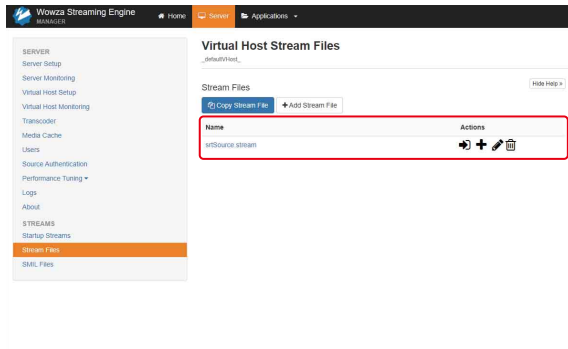 Wowza Streaming Engine
MANAGER
Home
Server
Applications
SERVER
Server Setup
Server Monitoring
Virtual Host Setup
Virtual Host Monitoring
Transcoder
Media Cache
Users
Source Authentication
Performance Tuning
Logs
About
STREAMS
Startup Streams
Stream Files
SMIL Files
Virtual Host Stream Files
_defaultVHost_
Stream Files
Hide Help »
Copy Stream File
+ Add Stream File
Name Actions
srtSource.stream